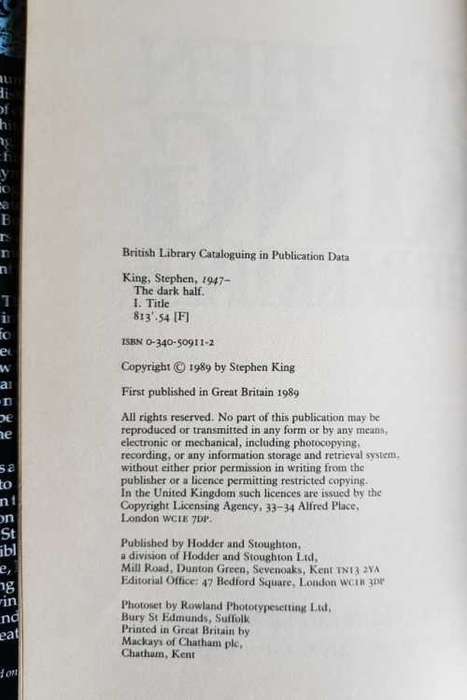 British Library Cataloguing in Publication Data
King, Stephen, 1947–
The dark half.
I. Title
813'.54 [F]
ISBN 0-340-50911-2
Copyright © 1989 by Stephen King
First published in Great Britain 1989
All rights reserved. No part of this publication may be
reproduced or transmitted in any form or by any means,
electronic or mechanical, including photocopying,
recording, or any information storage and retrieval system,
without either prior permission in writing from the
publisher or a licence permitting restricted copying.
In the United Kingdom such licences are issued by the
Copyright Licensing Agency, 33–34 Alfred Place,
London WC1E 7DP.
Published by Hodder and Stoughton,
a division of Hodder and Stoughton Ltd,
Mill Road, Dunton Green, Sevenoaks, Kent TN13 2YA
Editorial Office: 47 Bedford Square, London WC1B 3DP
Photoset by Rowland Phototypesetting Ltd,
Bury St Edmunds, Suffolk
Printed in Great Britain by
Mackays of Chatham plc,
Chatham, Kent